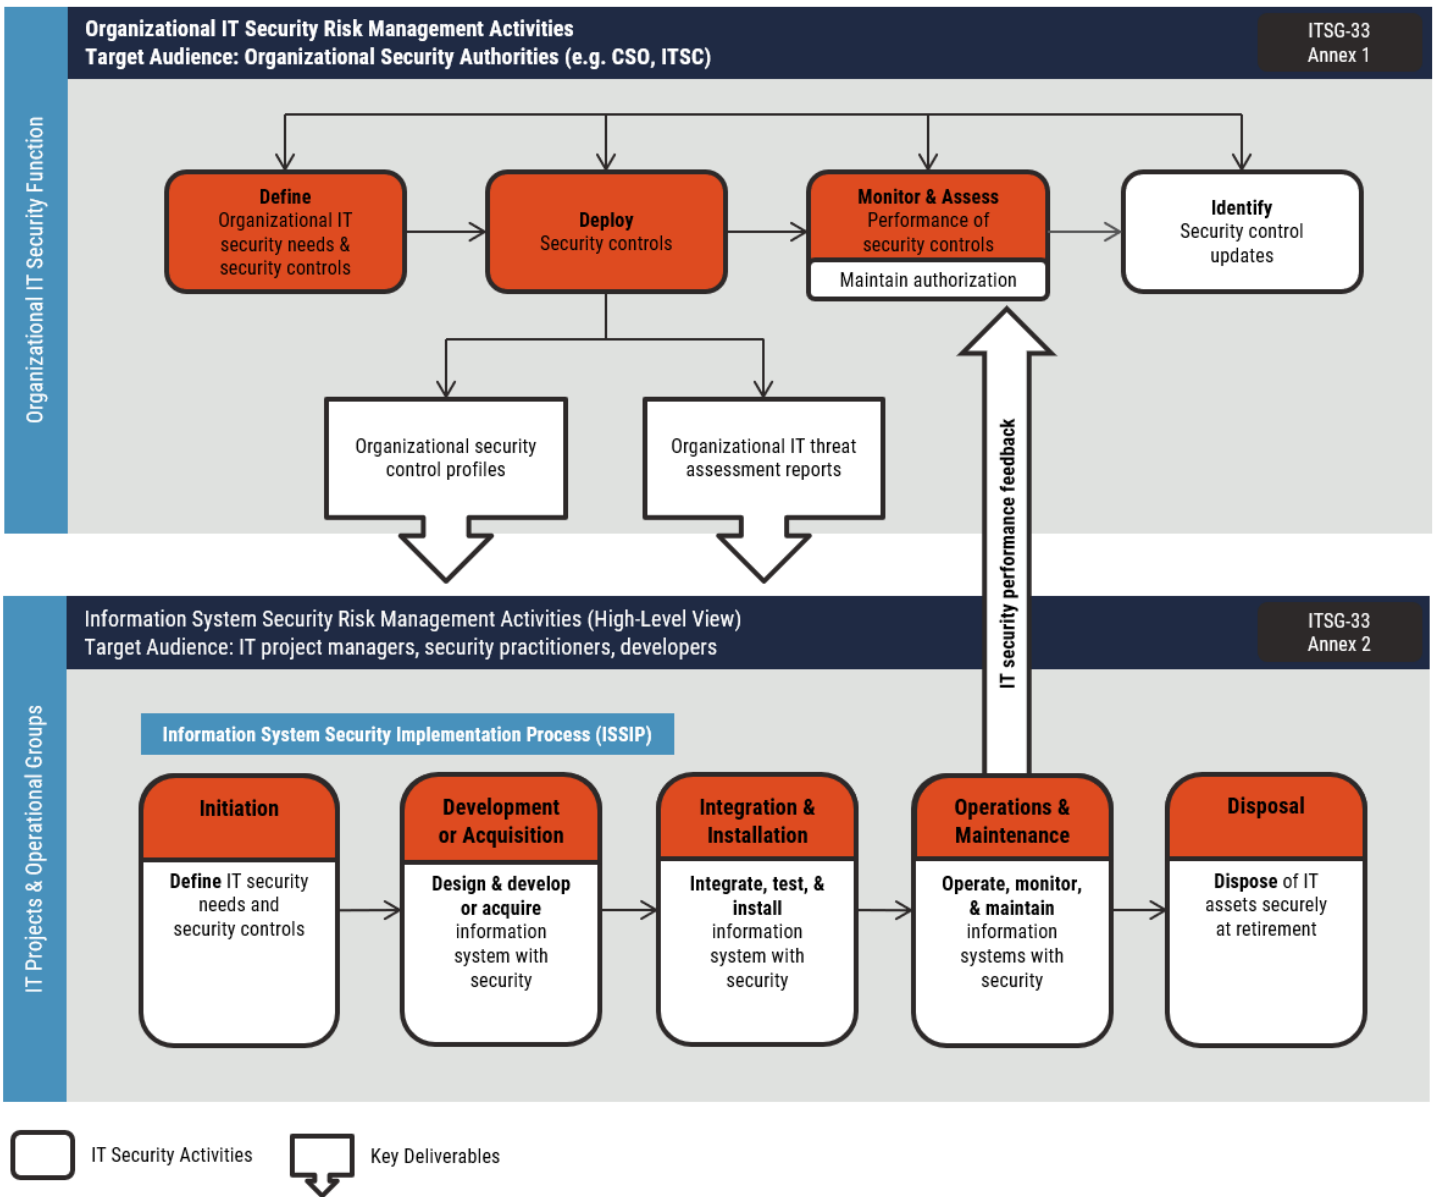 Organizational IT Security Risk Management Activities
Target Audience: Organizational Security Authorities (e.g. CSO, ITSC)
ITSG-33
Annex 1
Organizational IT Security Function
Define
Organizational IT
security needs &
security controls
Deploy
Security controls
Monitor & Assess
Performance of
security controls
Maintain authorization
Identify
Security control
updates
Organizational security
control profiles
Organizational IT threat
assessment reports
IT security performance feedback
Information System Security Risk Management Activities (High-Level View)
Target Audience: IT project managers, security practitioners, developers
ITSG-33
Annex 2
IT Projects & Operational Groups
Information System Security Implementation Process (ISSIP)
Initiation
Define IT security
needs and
security controls
Development
or Acquisition
Design & develop
or acquire
information
system with
security
Integration &
Installation
Integrate, test, &
install
information
system with
security
Operations &
Maintenance
Operate, monitor,
& maintain
information
systems with
security
Disposal
Dispose of IT
assets securely
at retirement
IT Security Activities
Key Deliverables